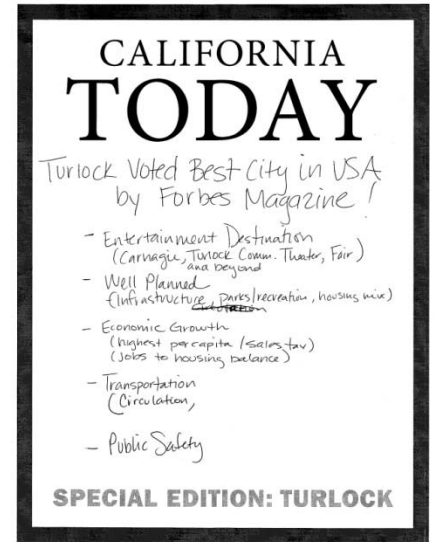 CALIFORNIA
TODAY
Turlock Voted Best City in USA
by Forbes Magazine!
- Entertainment Destination
(Carnagie, Turlock Comm. Theater, Fair)
and beyond
- Well Planned
(Infrastructure, parks/recreation, housing mix)
- Economic Growth
(highest per capita /sales tax)
(Jobs to housing balance)
- Transportation
(Circulation,
- Public Safety
SPECIAL EDITION: TURLOCK